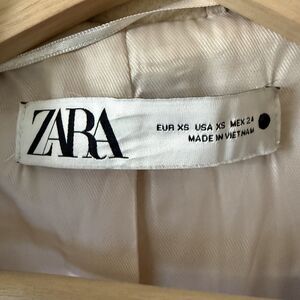 ZARA
EUR XS USA XS MEX 24
MADE IN VIETNAM